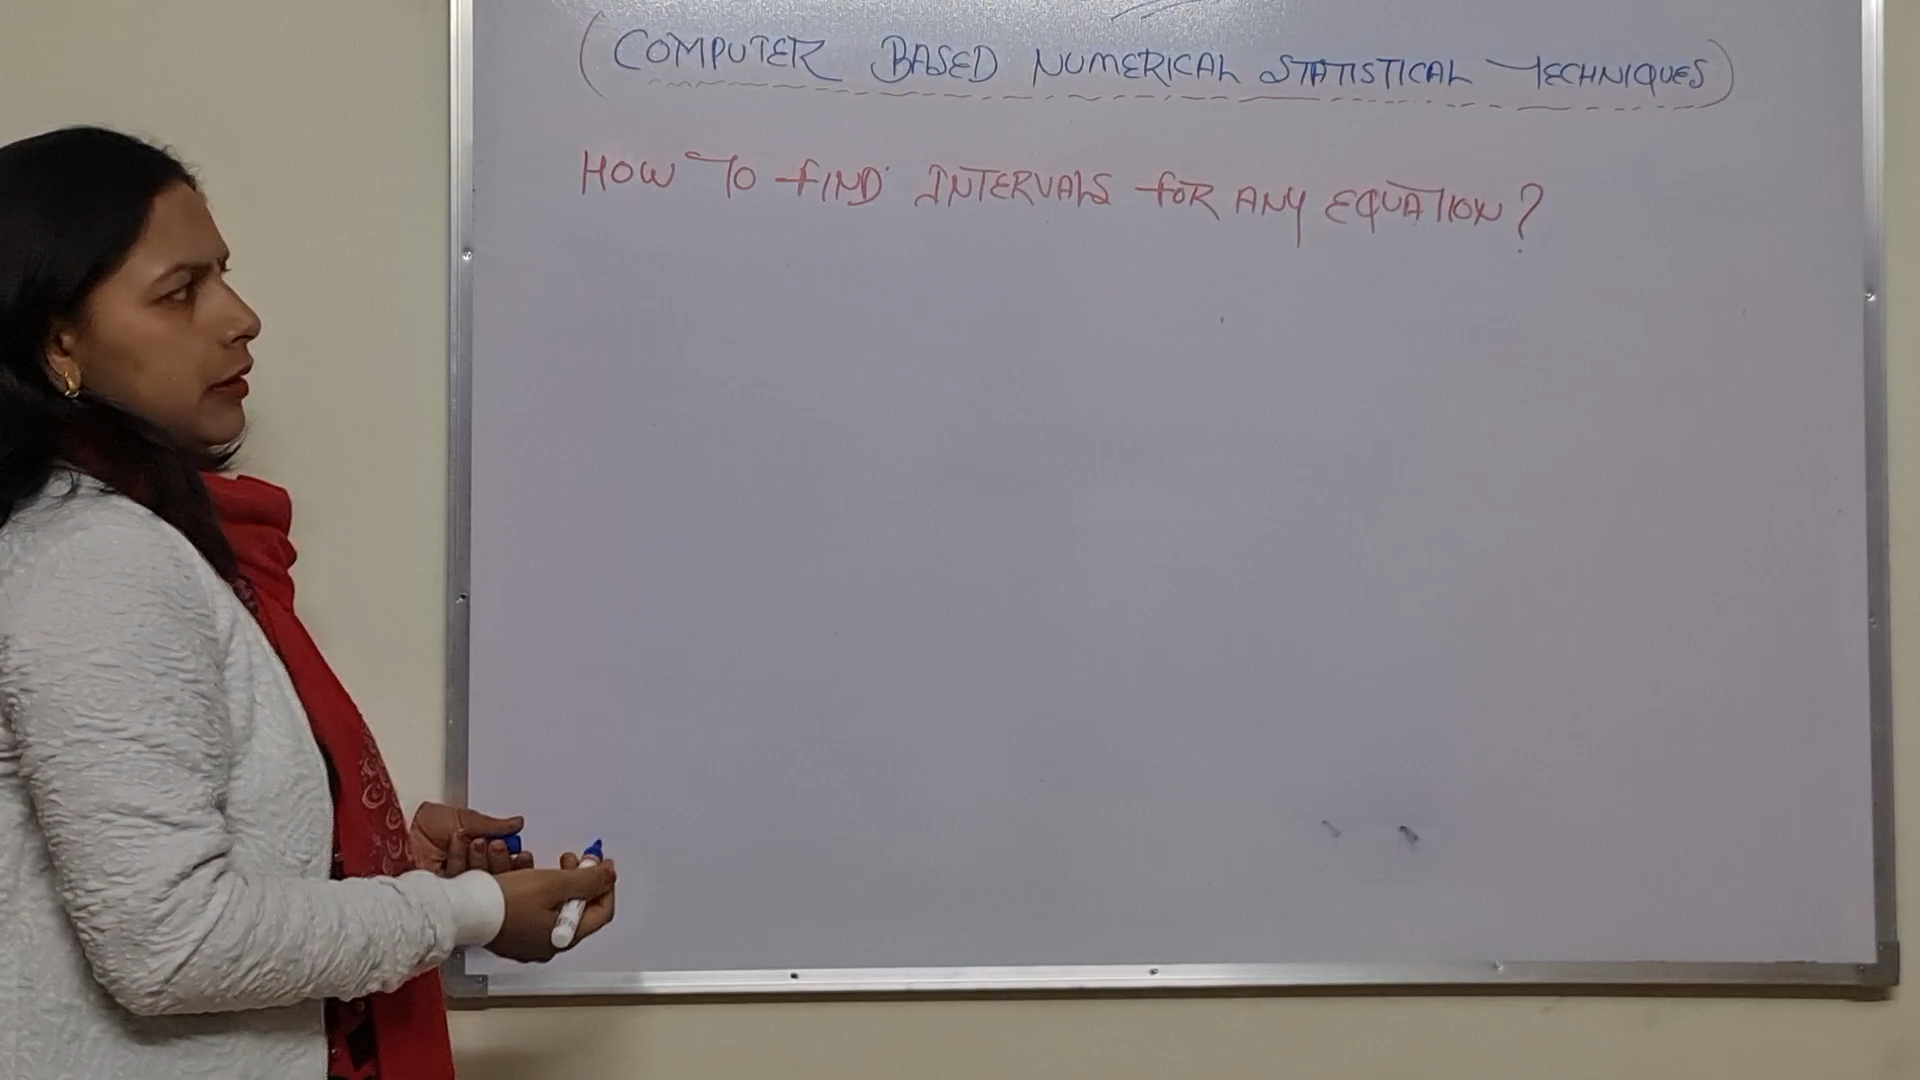 (COMPUTER BASED NUMERICAL STATISTICAL TECHNIQUES)
HOW TO FIND INTERVALS FOR ANY EQUATION?